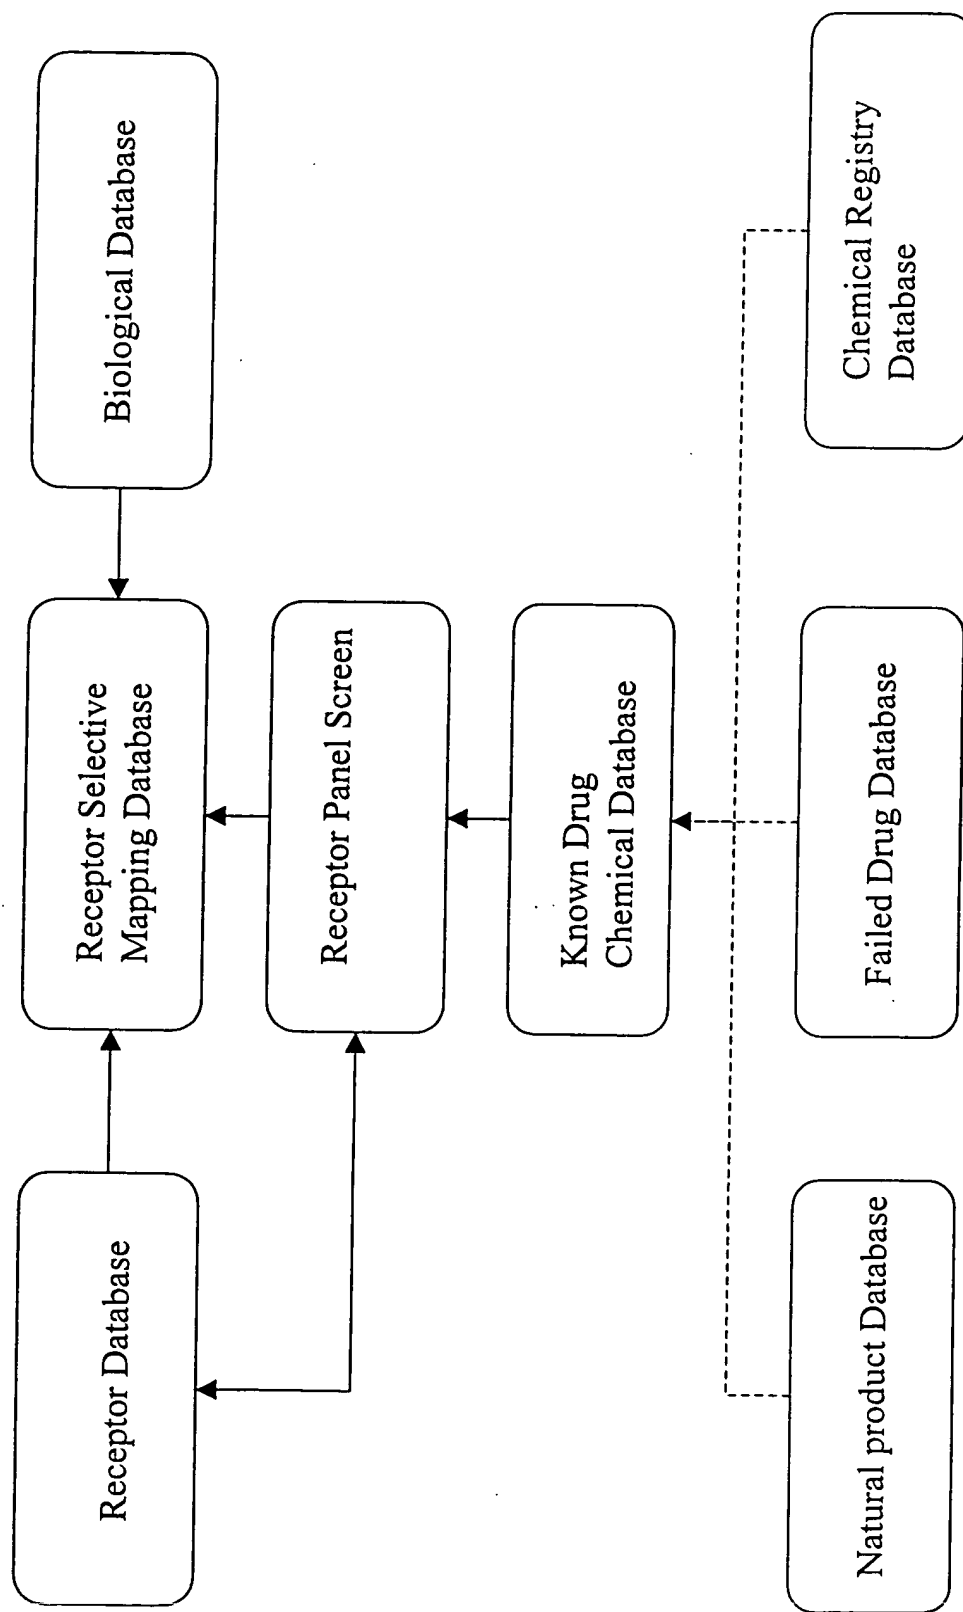 Receptor Database
Receptor Selective
Mapping Database
Biological Database
Receptor Panel Screen
Known Drug
Chemical Database
Natural product Database
Failed Drug Database
Chemical Registry
Database